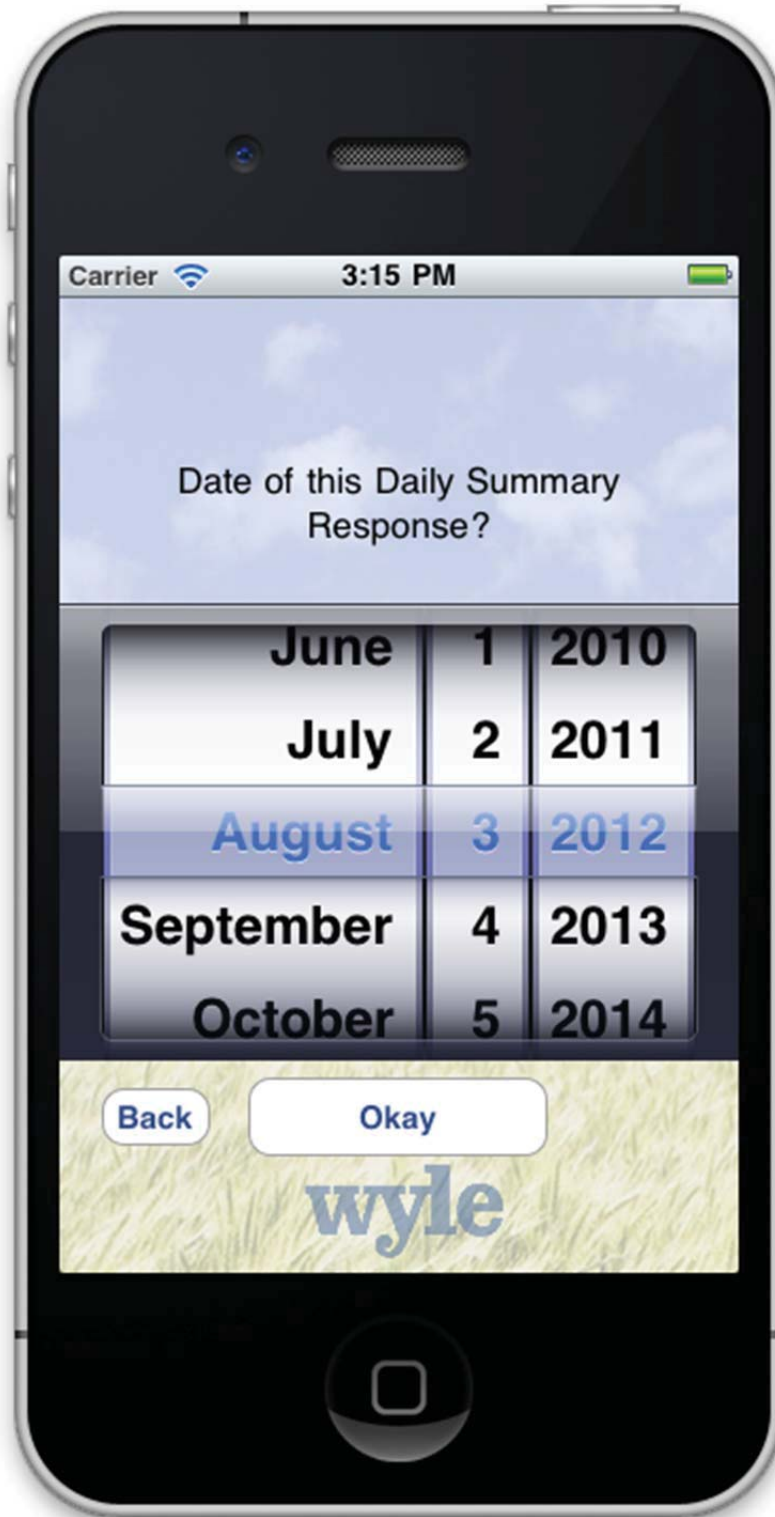 Carrier 3:15 PM
Date of this Daily Summary
Response?
June 1 2010
July 2 2011
August 3 2012
September 4 2013
October 5 2014
Back Okay
wyle